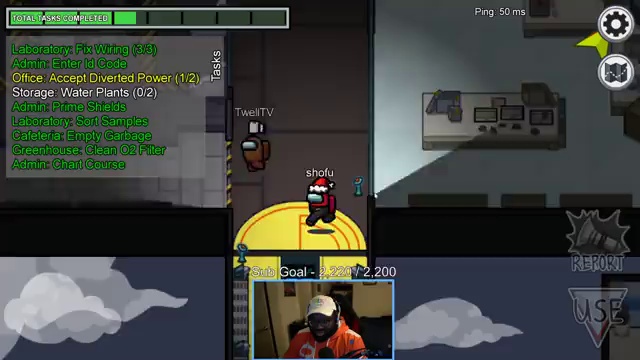 TOTAL TASKS COMPLETED
Ping: 50 ms
Laboratory: Fix Wiring (3/3)
Admin: Enter Id Code
Office: Accept Diverted Power (1/2)
Storage: Water Plants (0/2)
Admin: Prime Shields
Laboratory: Sort Samples
Cafeteria: Empty Garbage
Greenhouse: Clean O2 Filter
Admin: Chart Course
Tasks
TwellTV
shofu
REPORT
USE
Sub Goal - 2,220 / 2,200